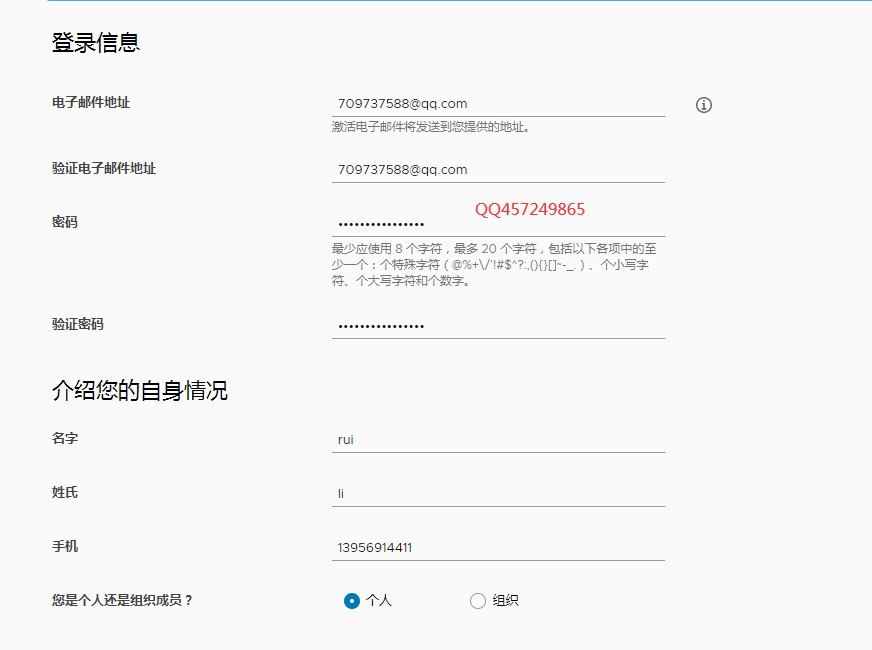 登录信息
电子邮件地址
709737588@qq.com
激活电子邮件将发送到您提供的地址。
验证电子邮件地址
709737588@qq.com
QQ457249865
密码
••••••••••••••••
最少应使用 8 个字符，最多 20 个字符，包括以下各项中的至
少一个：个特殊字符（@%+\/'!#$^?:,(){}[]~-_.）、个小写字
符、个大写字符和个数字。
验证密码
••••••••••••••••
介绍您的自身情况
名字
rui
姓氏
li
手机
13956914411
您是个人还是组织成员？
个人
组织